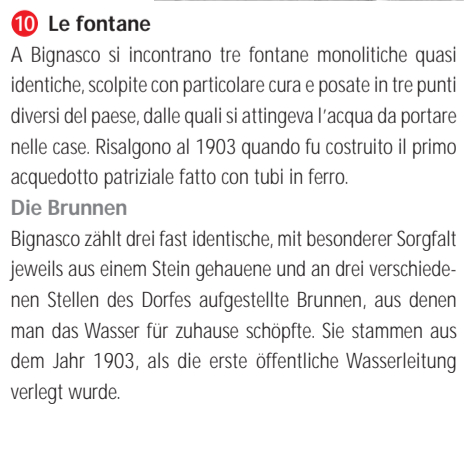 10 Le fontane
A Bignasco si incontrano tre fontane monolitiche quasi
identiche, scolpite con particolare cura e posate in tre punti
diversi del paese, dalle quali si attingeva l'acqua da portare
nelle case. Risalgono al 1903 quando fu costruito il primo
acquedotto patriziale fatto con tubi in ferro.
Die Brunnen
Bignasco zählt drei fast identische, mit besonderer Sorgfalt
jeweils aus einem Stein gehauene und an drei verschiede-
nen Stellen des Dorfes aufgestellte Brunnen, aus denen
man das Wasser für zuhause schöpfte. Sie stammen aus
dem Jahr 1903, als die erste öffentliche Wasserleitung
verlegt wurde.